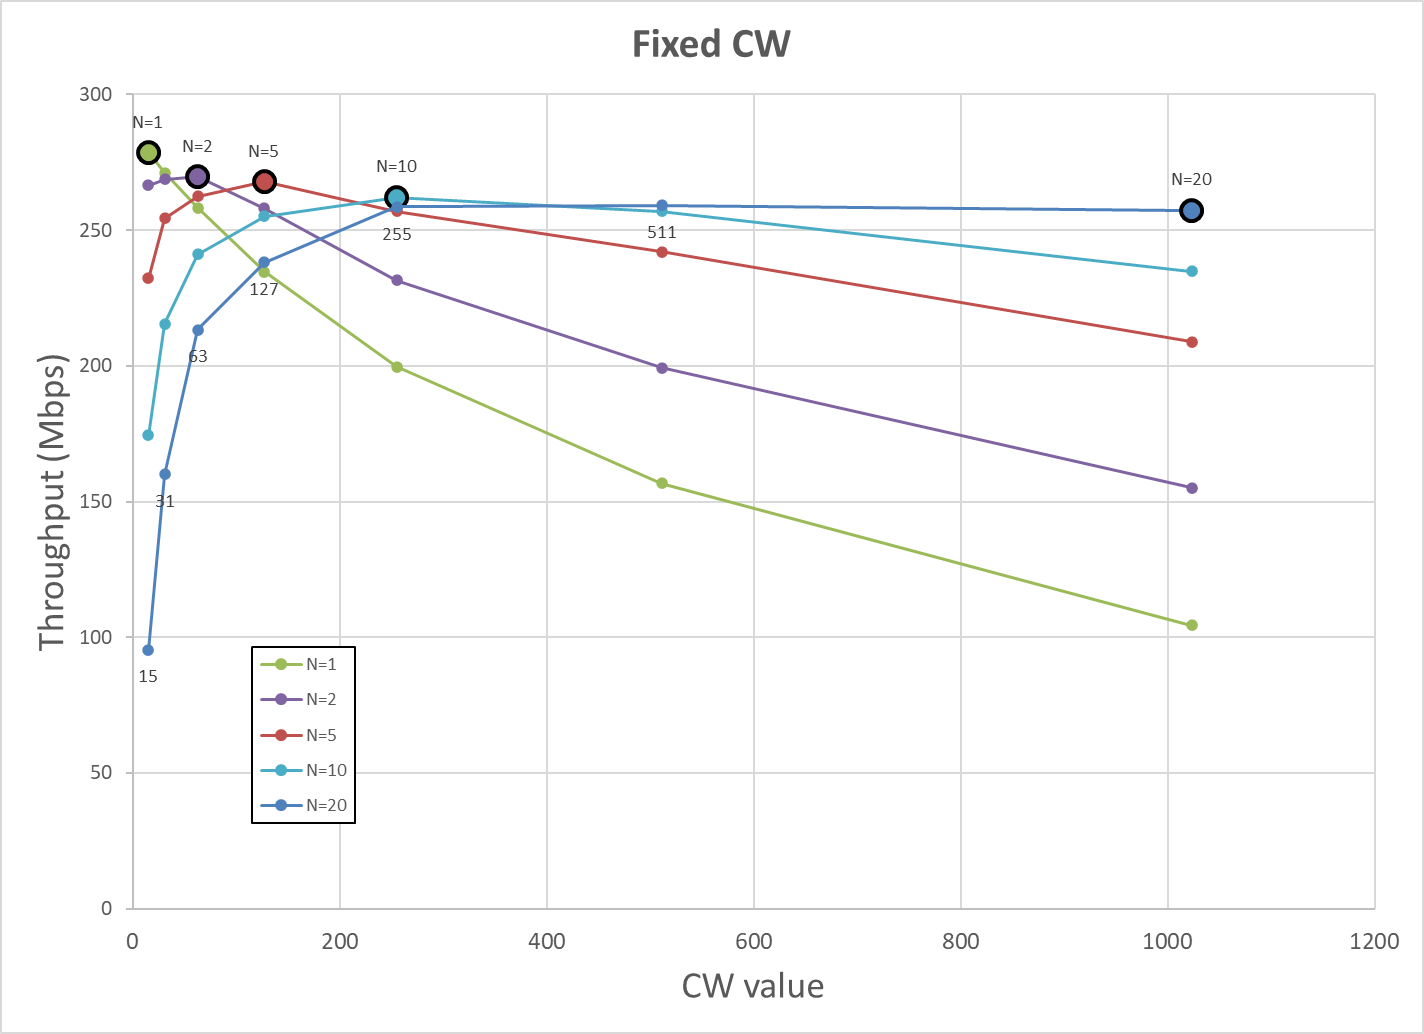 Fixed CW
300
250
200
150
100
50
0
Throughput (Mbps)
N=1
N=2
N=5
N=10
N=20
255
511
127
63
31
15
N=1
N=2
N=5
N=10
N=20
0
200
400
600
800
1000
1200
CW value